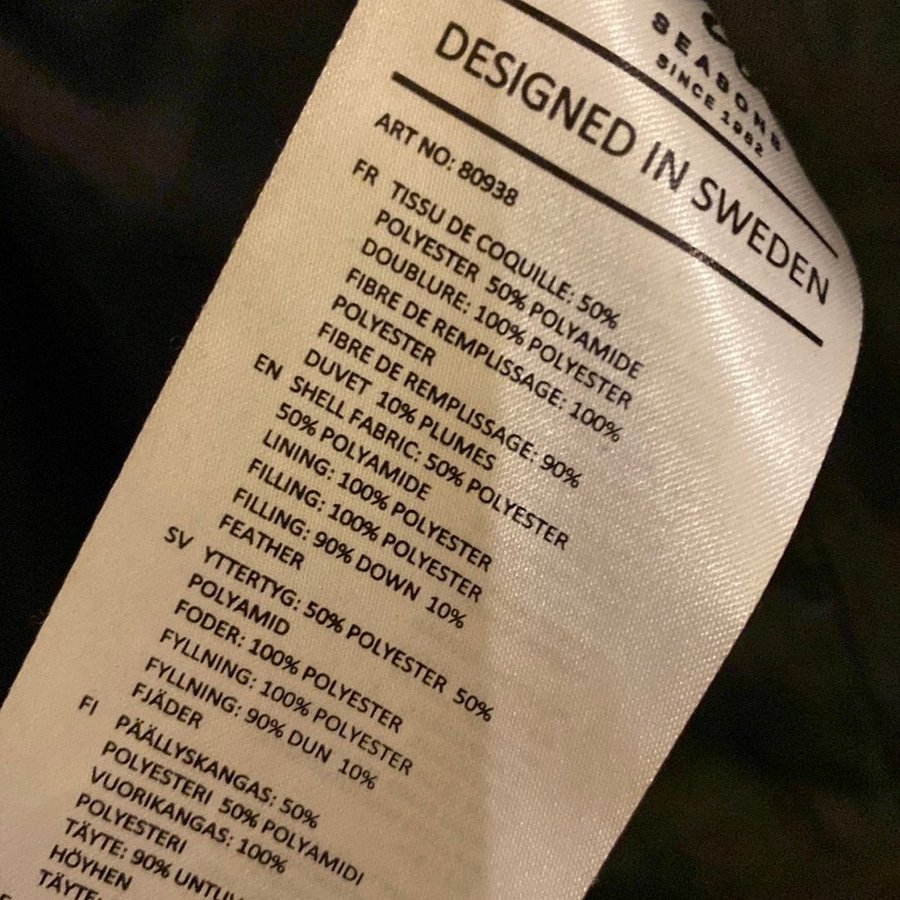 SEASONS
SINCE 1982
DESIGNED IN SWEDEN
ART NO: 80938
FR TISSU DE COQUILLE: 50%
POLYESTER 50% POLYAMIDE
DOUBLURE: 100% POLYESTER
FIBRE DE REMPLISSAGE: 100%
POLYESTER
FIBRE DE REMPLISSAGE: 90%
DUVET 10% PLUMES
EN SHELL FABRIC: 50% POLYESTER
50% POLYAMIDE
LINING: 100% POLYESTER
FILLING: 100% POLYESTER
FILLING: 90% DOWN 10%
FEATHER
SV YTTERTYG: 50% POLYESTER 50%
POLYAMID
FODER: 100% POLYESTER
FYLLNING: 100% POLYESTER
FYLLNING: 90% DUN 10%
FJÄDER
FI PÄÄLLYSKANGAS: 50%
POLYESTERI 50% POLYAMIDI
VUORIKANGAS: 100%
POLYESTERI
TÄYTE: 90% UNTUV
HÖYHEN
TÄYTE: